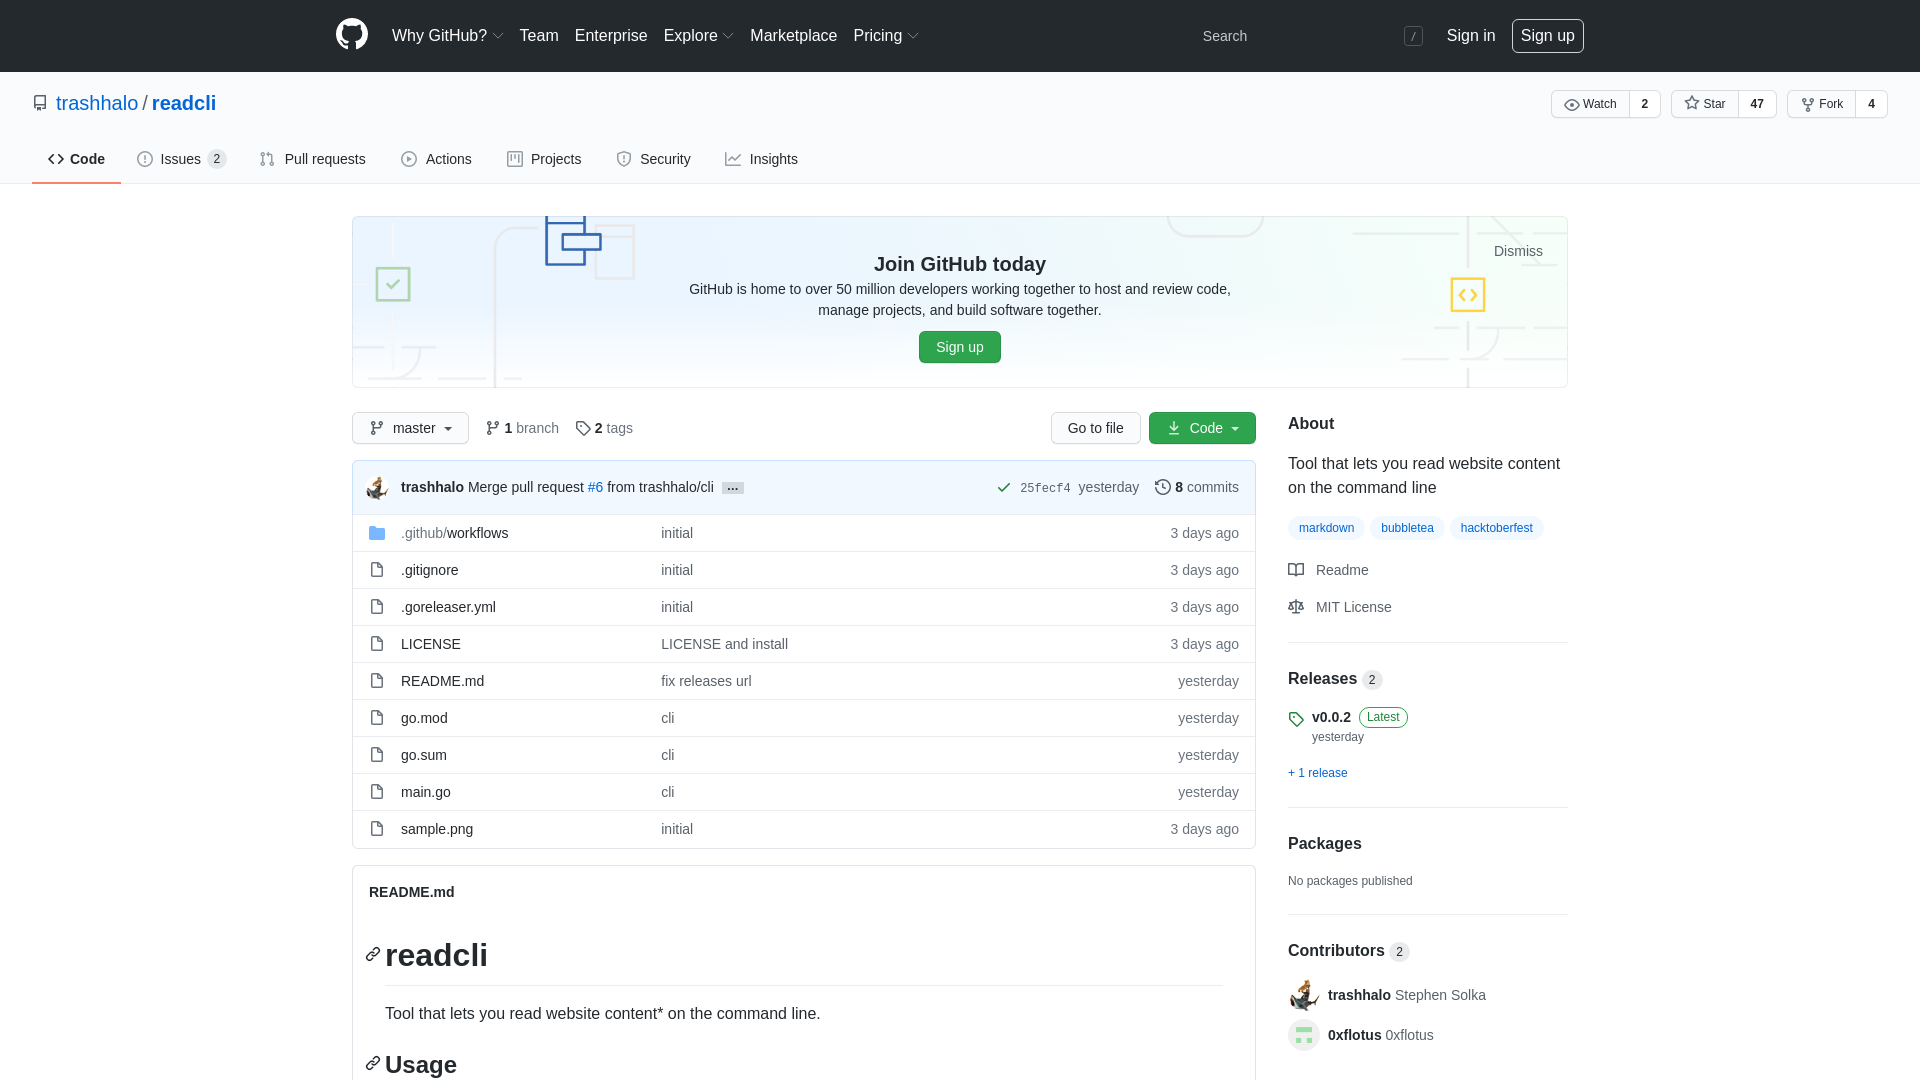 Why GitHub? Team Enterprise Explore Marketplace Pricing Search / Sign in Sign up
trashhalo / readcli Watch 2 Star 47 Fork 4
Code Issues 2 Pull requests Actions Projects Security Insights
Dismiss
Join GitHub today
GitHub is home to over 50 million developers working together to host and review code,
manage projects, and build software together.
Sign up
master 1 branch 2 tags Go to file Code
trashhalo Merge pull request #6 from trashhalo/cli … 25fecf4 yesterday 8 commits
.github/workflows initial 3 days ago
.gitignore initial 3 days ago
.goreleaser.yml initial 3 days ago
LICENSE LICENSE and install 3 days ago
README.md fix releases url yesterday
go.mod cli yesterday
go.sum cli yesterday
main.go cli yesterday
sample.png initial 3 days ago
README.md
readcli
Tool that lets you read website content* on the command line.
Usage
About
Tool that lets you read website content
on the command line
markdown bubbletea hacktoberfest
Readme
MIT License
Releases 2
v0.0.2 Latest
yesterday
+ 1 release
Packages
No packages published
Contributors 2
trashhalo Stephen Solka
0xflotus 0xflotus